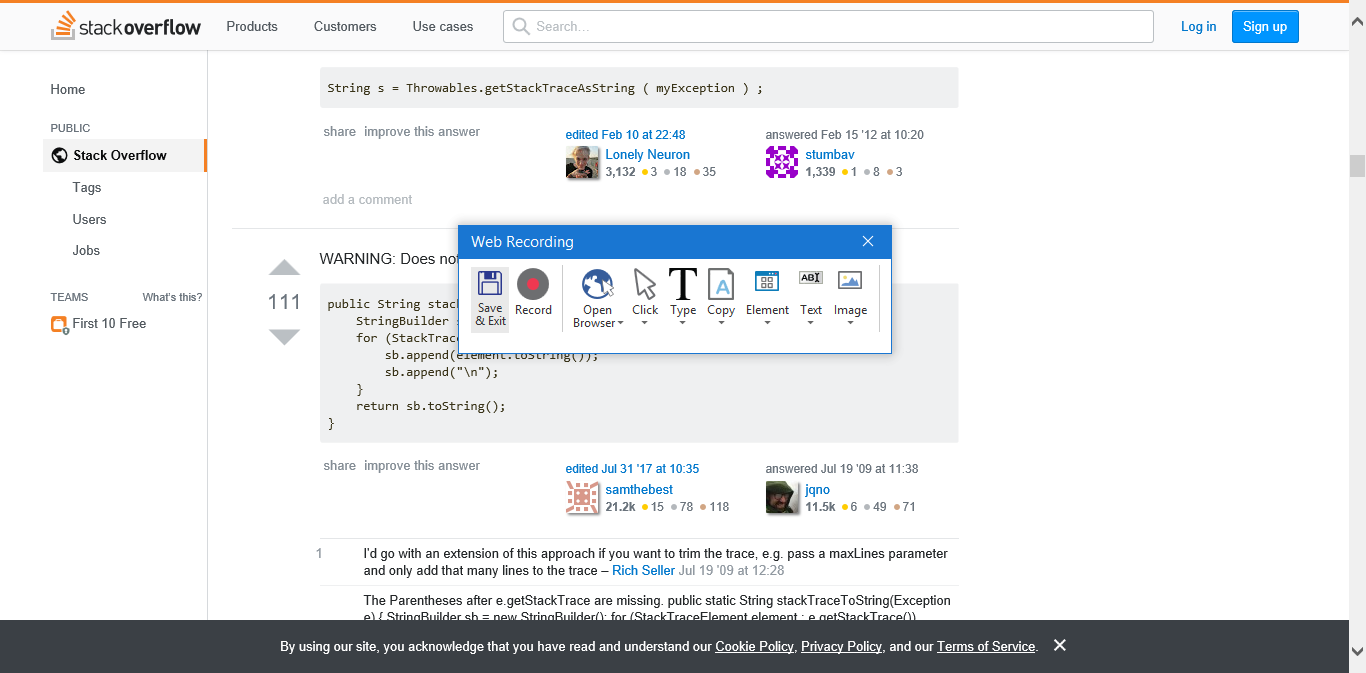 stackoverflow Products Customers Use cases Search... Log in Sign up
Home
PUBLIC
Stack Overflow
Tags
Users
Jobs
TEAMS What's this?
First 10 Free
String s = Throwables.getStackTraceAsString ( myException ) ;
share improve this answer
edited Feb 10 at 22:48
Lonely Neuron
3,132 3 18 35
answered Feb 15 '12 at 10:20
stumbav
1,339 1 8 3
add a comment
Web Recording
Save & Exit
Record
Open Browser
Click
Type
Copy
Element
ABI
Text
Image
111
WARNING: Does not
public String stack
StringBuilder
for (StackTrace
sb.append(element.toString());
sb.append("\n");
}
return sb.toString();
}
share improve this answer
edited Jul 31 '17 at 10:35
samthebest
21.2k 15 78 118
answered Jul 19 '09 at 11:38
jqno
11.5k 6 49 71
1
I'd go with an extension of this approach if you want to trim the trace, e.g. pass a maxLines parameter
and only add that many lines to the trace – Rich Seller Jul 19 '09 at 12:28
The Parentheses after e.getStackTrace are missing. public static String stackTraceToString(Exception
e) { StringBuilder sb = new StringBuilder(); for (StackTraceElement element : e.getStackTrace())
By using our site, you acknowledge that you have read and understand our Cookie Policy, Privacy Policy, and our Terms of Service.